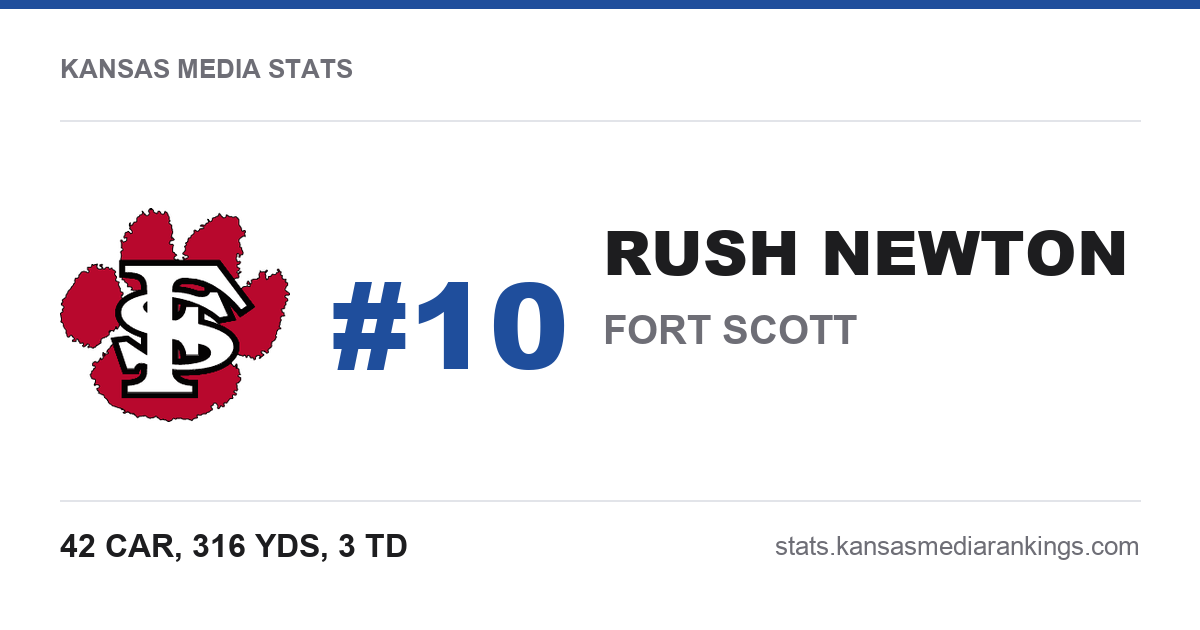 KANSAS MEDIA STATS
FS
#10
RUSH NEWTON
FORT SCOTT
42 CAR, 316 YDS, 3 TD
stats.kansasmediarankings.com